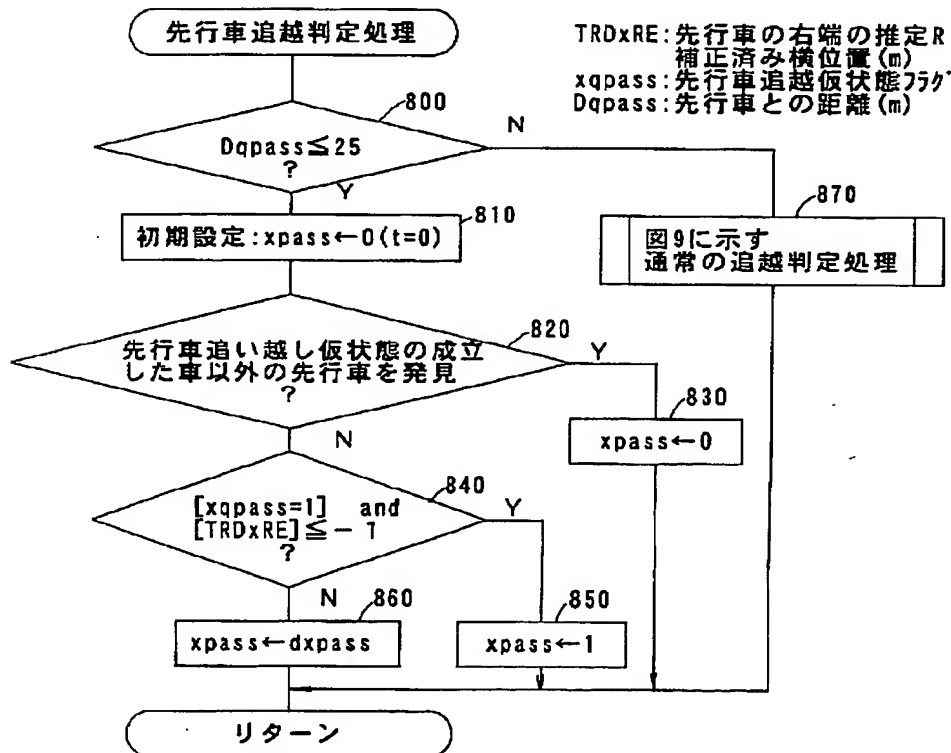 先行車追越判定処理
TRDxRE:先行車の右端の推定R
補正済み横位置(m)
xqpass:先行車追越仮状態フラグ
Dqpass:先行車との距離(m)
800
Dqpass≦25
?
N
Y
810
初期設定:xpass←0(t=0)
870
図9に示す
通常の追越判定処理
820
先行車追い越し仮状態の成立
した車以外の先行車を発見
?
Y
N
830
xpass←0
840
[xqpass=1] and
[TRDxRE]≦-1
?
Y
N
860
xpass←dxpass
850
xpass←1
リターン